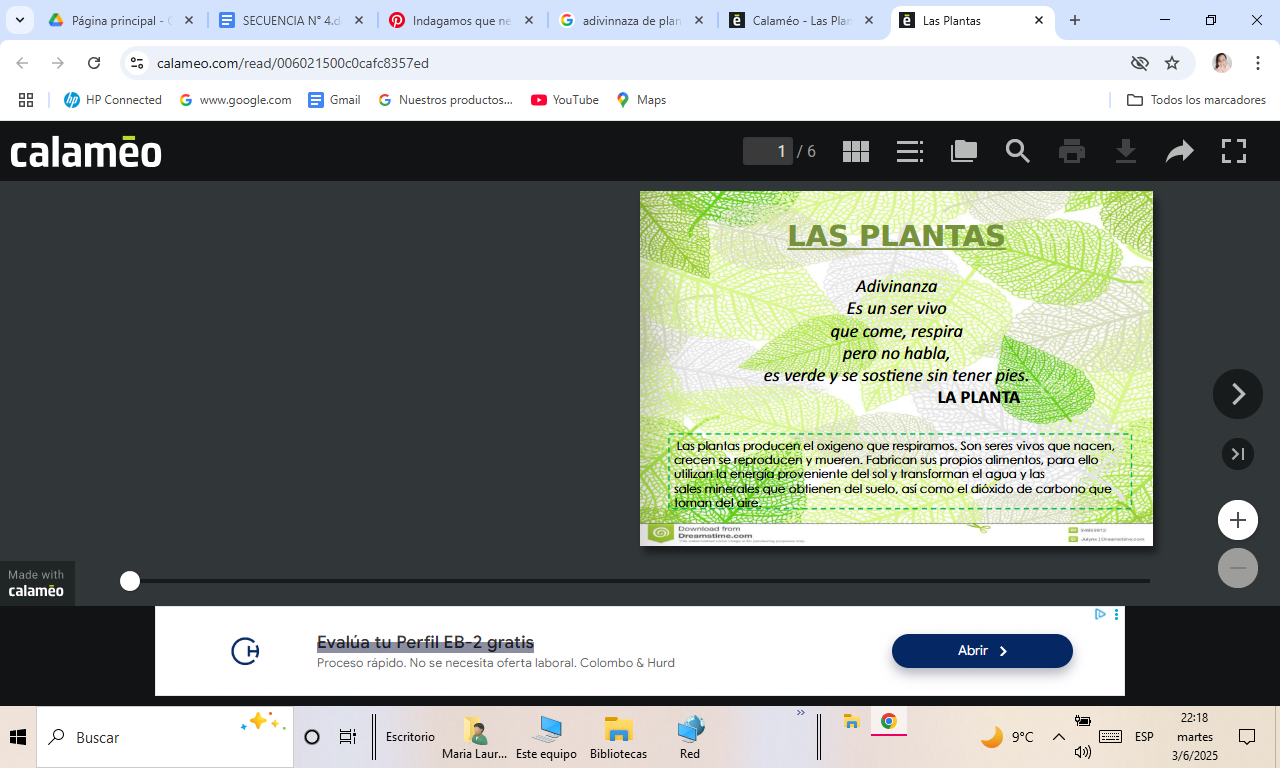 Página principal - 
SECUENCIA N° 4.d
Indagamos que ne
adivinnaza de plan
Calaméo - Las Plan
Las Plantas
calameo.com/read/006021500c0cafc8357ed
HP Connected
www.google.com
Gmail
Nuestros productos...
YouTube
Maps
Todos los marcadores
calamēo
1 / 6
LAS PLANTAS
Adivinanza
Es un ser vivo
que come, respira
pero no habla,
es verde y se sostiene sin tener pies.
LA PLANTA
Las plantas producen el oxigeno que respiramos. Son seres vivos que nacen,
crecen se reproducen y mueren. Fabrican sus propios alimentos, para ello
utilizan la energía proveniente del sol y transforman el agua y las
sales minerales que obtienen del suelo, así como el dióxido de carbono que
toman del aire.
Download from
Dreamstime.com
Julynx | Dreamstime.com
Made with
calamēo
Evalúa tu Perfil EB-2 gratis
Proceso rápido. No se necesita oferta laboral. Colombo & Hurd
Abrir
Buscar
Escritorio
Maria Laur...
Este equipo
Bibliotecas
Red
9°C
ESP
22:18
martes
3/6/2025